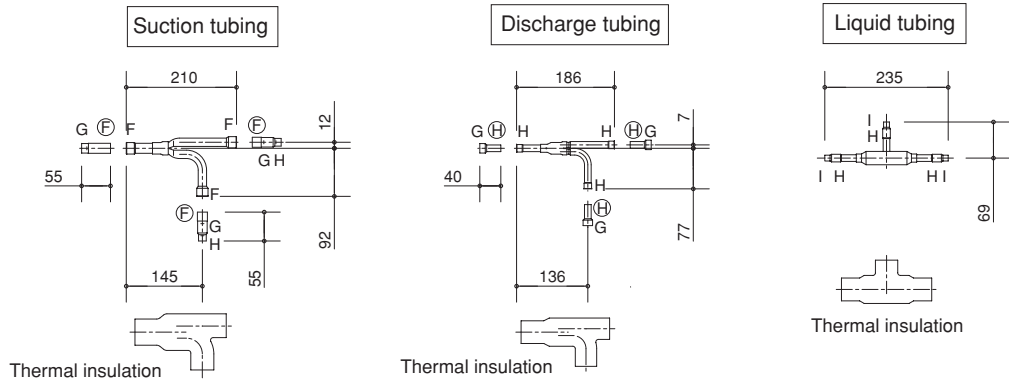 Suction tubing
210
12
G Ⓕ F
F Ⓕ
G H
55
F
Ⓕ
G
H
92
55
145
Thermal insulation
Discharge tubing
186
7
G Ⓗ H
H Ⓗ G
40
H
Ⓗ
G
77
136
Thermal insulation
Liquid tubing
235
I
H
I H
H I
69
Thermal insulation